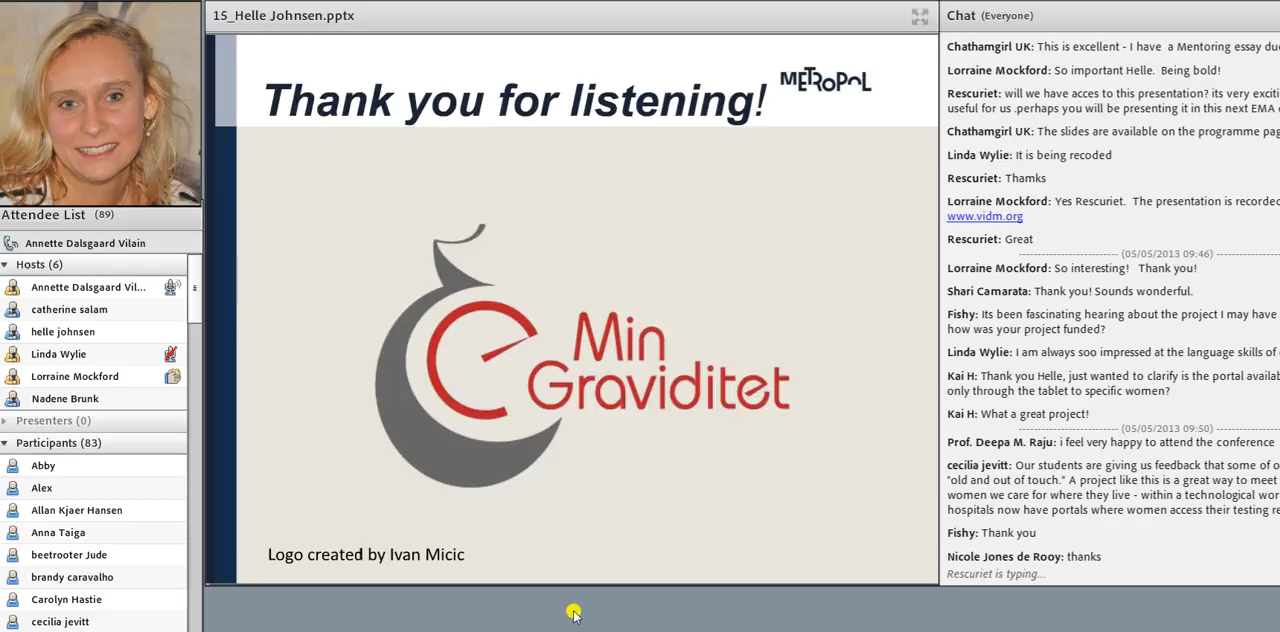 15_Helle Johnsen.pptx
Thank you for listening!
METROPOL
Min
Graviditet
Logo created by Ivan Micic
Attendee List (89)
Annette Dalsgaard Vilain
Hosts (6)
Annette Dalsgaard Vil...
catherine salam
helle johnsen
Linda Wylie
Lorraine Mockford
Nadene Brunk
Presenters (0)
Participants (83)
Abby
Alex
Allan Kjaer Hansen
Anna Taiga
beetrooter Jude
brandy caravalho
Carolyn Hastie
cecilia jevitt
Chat (Everyone)
Chathamgirl UK: This is excellent - I have a Mentoring essay du
Lorraine Mockford: So important Helle. Being bold!
Rescuriet: will we have acces to this presentation? its very exciti
useful for us .perhaps you will be presenting it in this next EMA
Chathamgirl UK: The slides are available on the programme pag
Linda Wylie: It is being recoded
Rescuriet: Thamks
Lorraine Mockford: Yes Rescuriet. The presentation is recorded
www.vidm.org
Rescuriet: Great
(05/05/2013 09:46)
Lorraine Mockford: So interesting! Thank you!
Shari Camarata: Thank you! Sounds wonderful.
Fishy: Its been fascinating hearing about the project I may have
how was your project funded?
Linda Wylie: I am always soo impressed at the language skills of
Kai H: Thank you Helle, just wanted to clarify is the portal availab
only through the tablet to specific women?
Kai H: What a great project!
(05/05/2013 09:50)
Prof. Deepa M. Raju: i feel very happy to attend the conference
cecilia jevitt: Our students are giving us feedback that some of o
"old and out of touch." A project like this is a great way to meet
women we care for where they live - within a technological wor
hospitals now have portals where women access their testing re
Fishy: Thank you
Nicole Jones de Rooy: thanks
Rescuriet is typing...